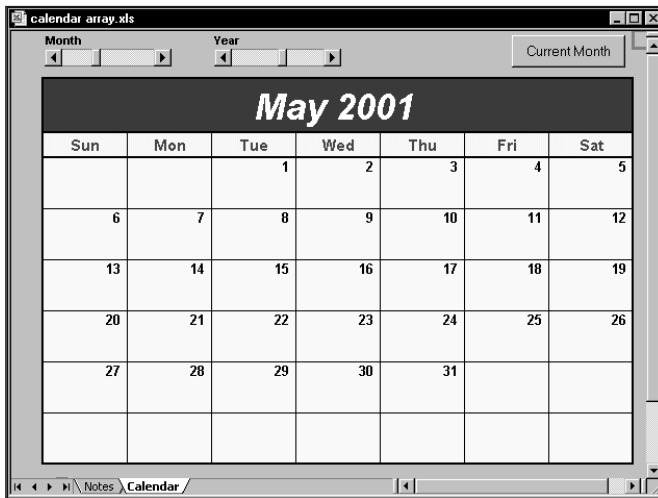 calendar array.xls
Month Year Current Month
May 2001
Sun Mon Tue Wed Thu Fri Sat
1 2 3 4 5
6 7 8 9 10 11 12
13 14 15 16 17 18 19
20 21 22 23 24 25 26
27 28 29 30 31
Notes Calendar